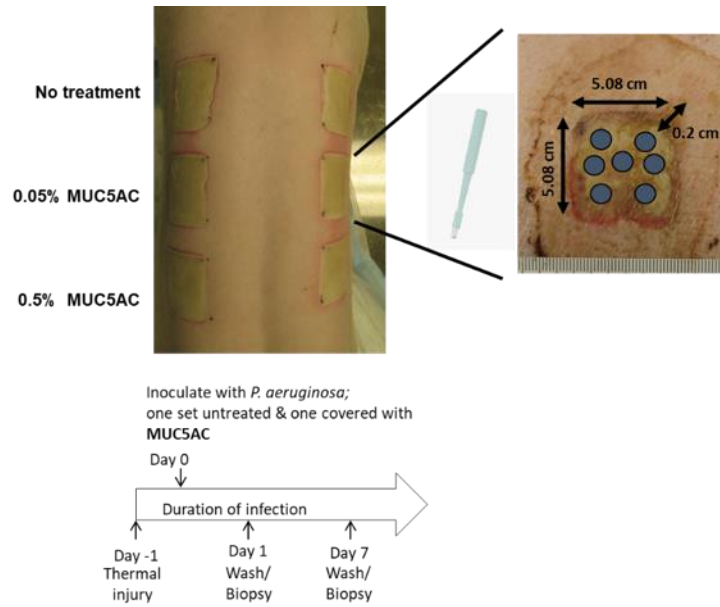 No treatment
0.05% MUC5AC
0.5% MUC5AC
5.08 cm
0.2 cm
5.08 cm
Inoculate with P. aeruginosa;
one set untreated & one covered with
MUC5AC
Day 0
Duration of infection
Day -1
Thermal
injury
Day 1
Wash/
Biopsy
Day 7
Wash/
Biopsy